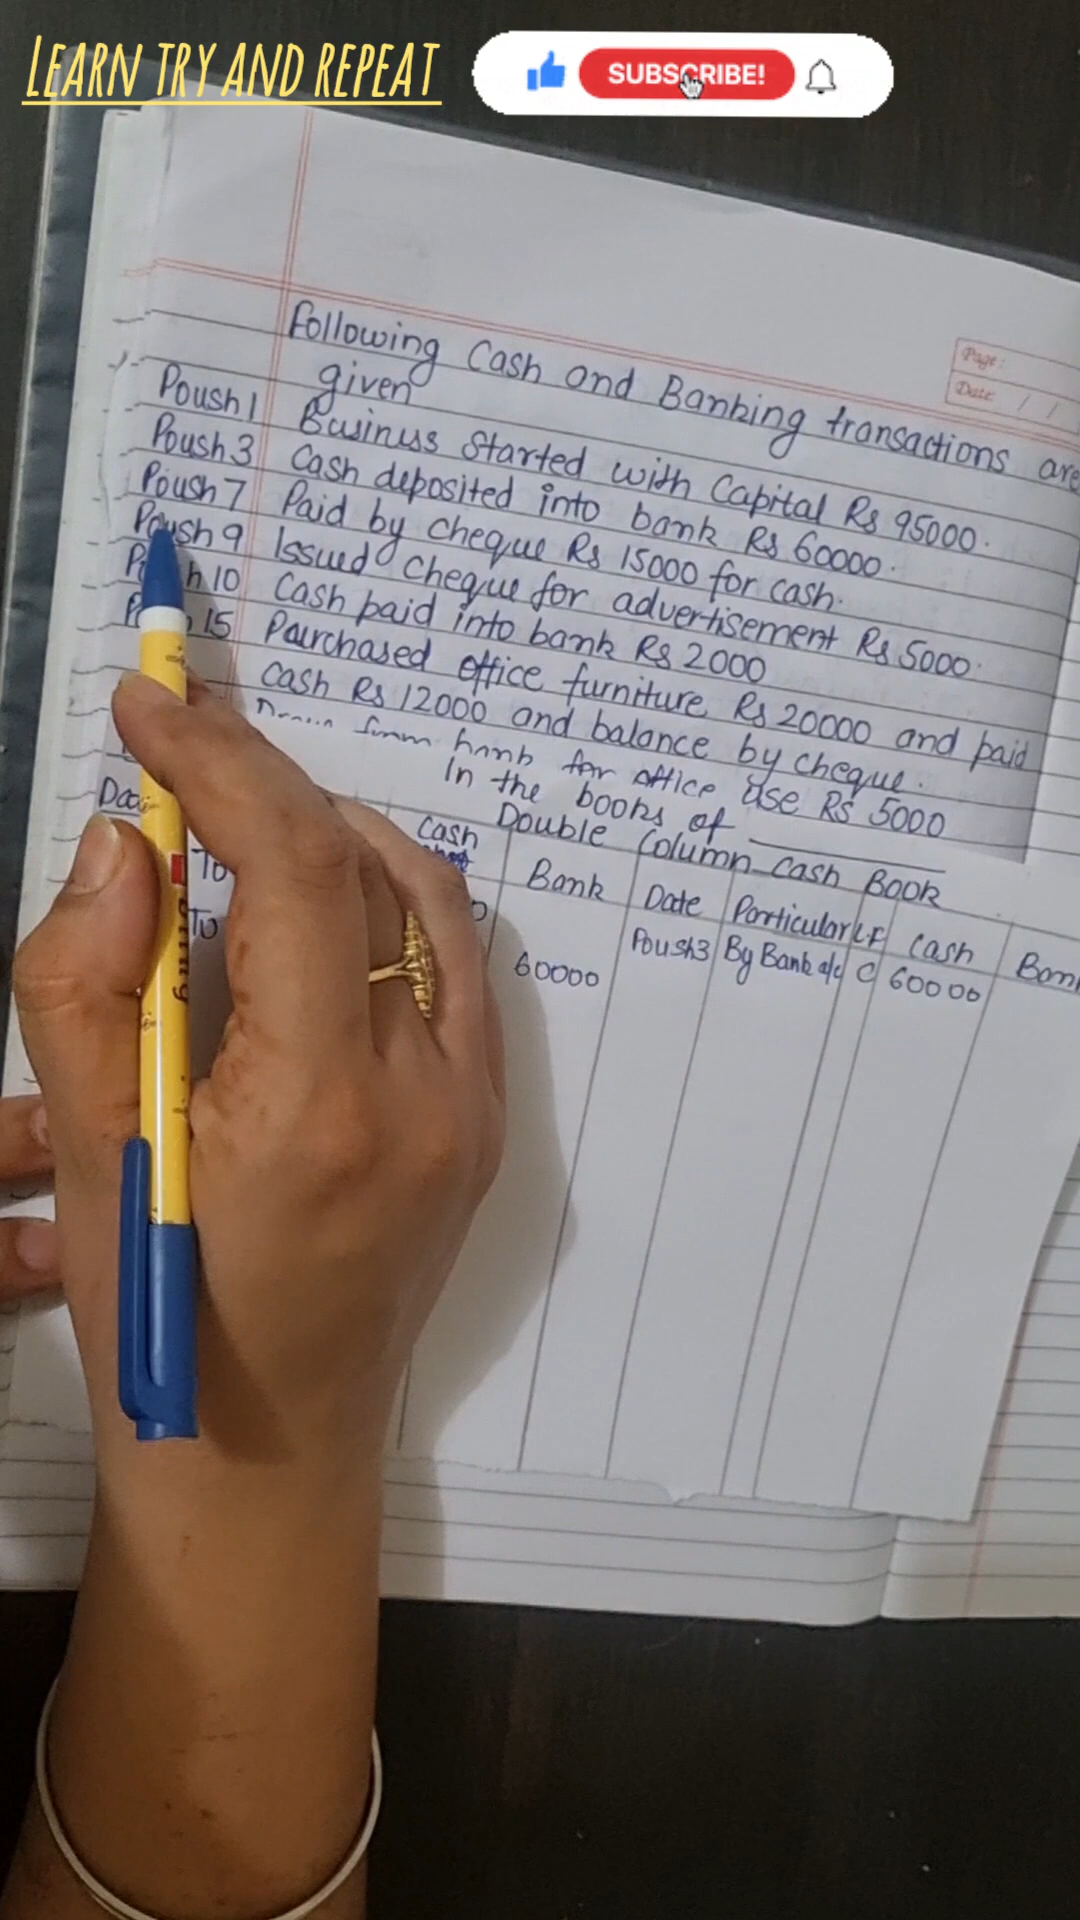 LEARN TRY AND REPEAT
SUBSCRIBE!
Page:
Date: / /
Following Cash and Banking transactions are
given
Poush 1 Business Started with Capital Rs 95000.
Poush 3 Cash deposited into bank Rs 60000.
Poush 7 Paid by cheque Rs 15000 for cash.
Poush 9 Issued cheque for advertisement Rs 5000.
10 Cash paid into bank Rs 2000
15 Paurchased office furniture Rs 20000 and paid
cash Rs 12000 and balance by cheque.
from bank for office use Rs 5000
In the books of
Double Column Cash Book
Cash Bank Date Particular L.F Cash
To
To 60000 Poush3 By Bank a/c C 60000